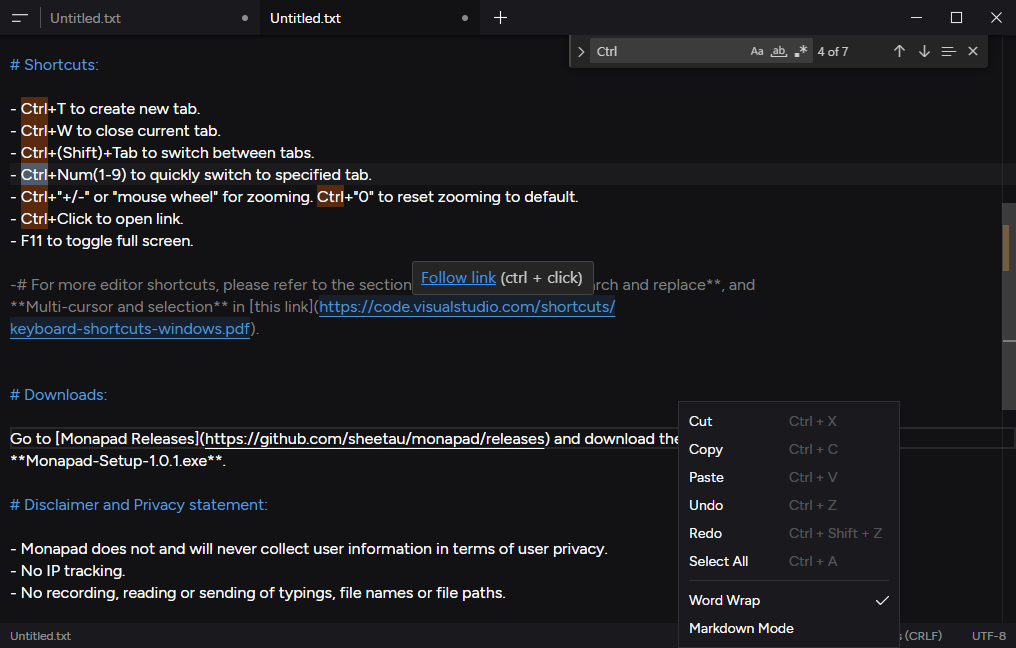 Untitled.txt
Untitled.txt
Ctrl
Aa
ab
4 of 7
# Shortcuts:
- Ctrl+T to create new tab.
- Ctrl+W to close current tab.
- Ctrl+(Shift)+Tab to switch between tabs.
- Ctrl+Num(1-9) to quickly switch to specified tab.
- Ctrl+"+/-" or "mouse wheel" for zooming. Ctrl+"0" to reset zooming to default.
- Ctrl+Click to open link.
- F11 to toggle full screen.
Follow link (ctrl + click)
-# For more editor shortcuts, please refer to the section and replace**, and
**Multi-cursor and selection** in [this link](https://code.visualstudio.com/shortcuts/
keyboard-shortcuts-windows.pdf).
# Downloads:
Go to [Monapad Releases](https://github.com/sheetau/monapad/releases) and download the
**Monapad-Setup-1.0.1.exe**.
# Disclaimer and Privacy statement:
- Monapad does not and will never collect user information in terms of user privacy.
- No IP tracking.
- No recording, reading or sending of typings, file names or file paths.
Cut Ctrl + X
Copy Ctrl + C
Paste Ctrl + V
Undo Ctrl + Z
Redo Ctrl + Shift + Z
Select All Ctrl + A
Word Wrap
Markdown Mode
Untitled.txt
(CRLF)
UTF-8